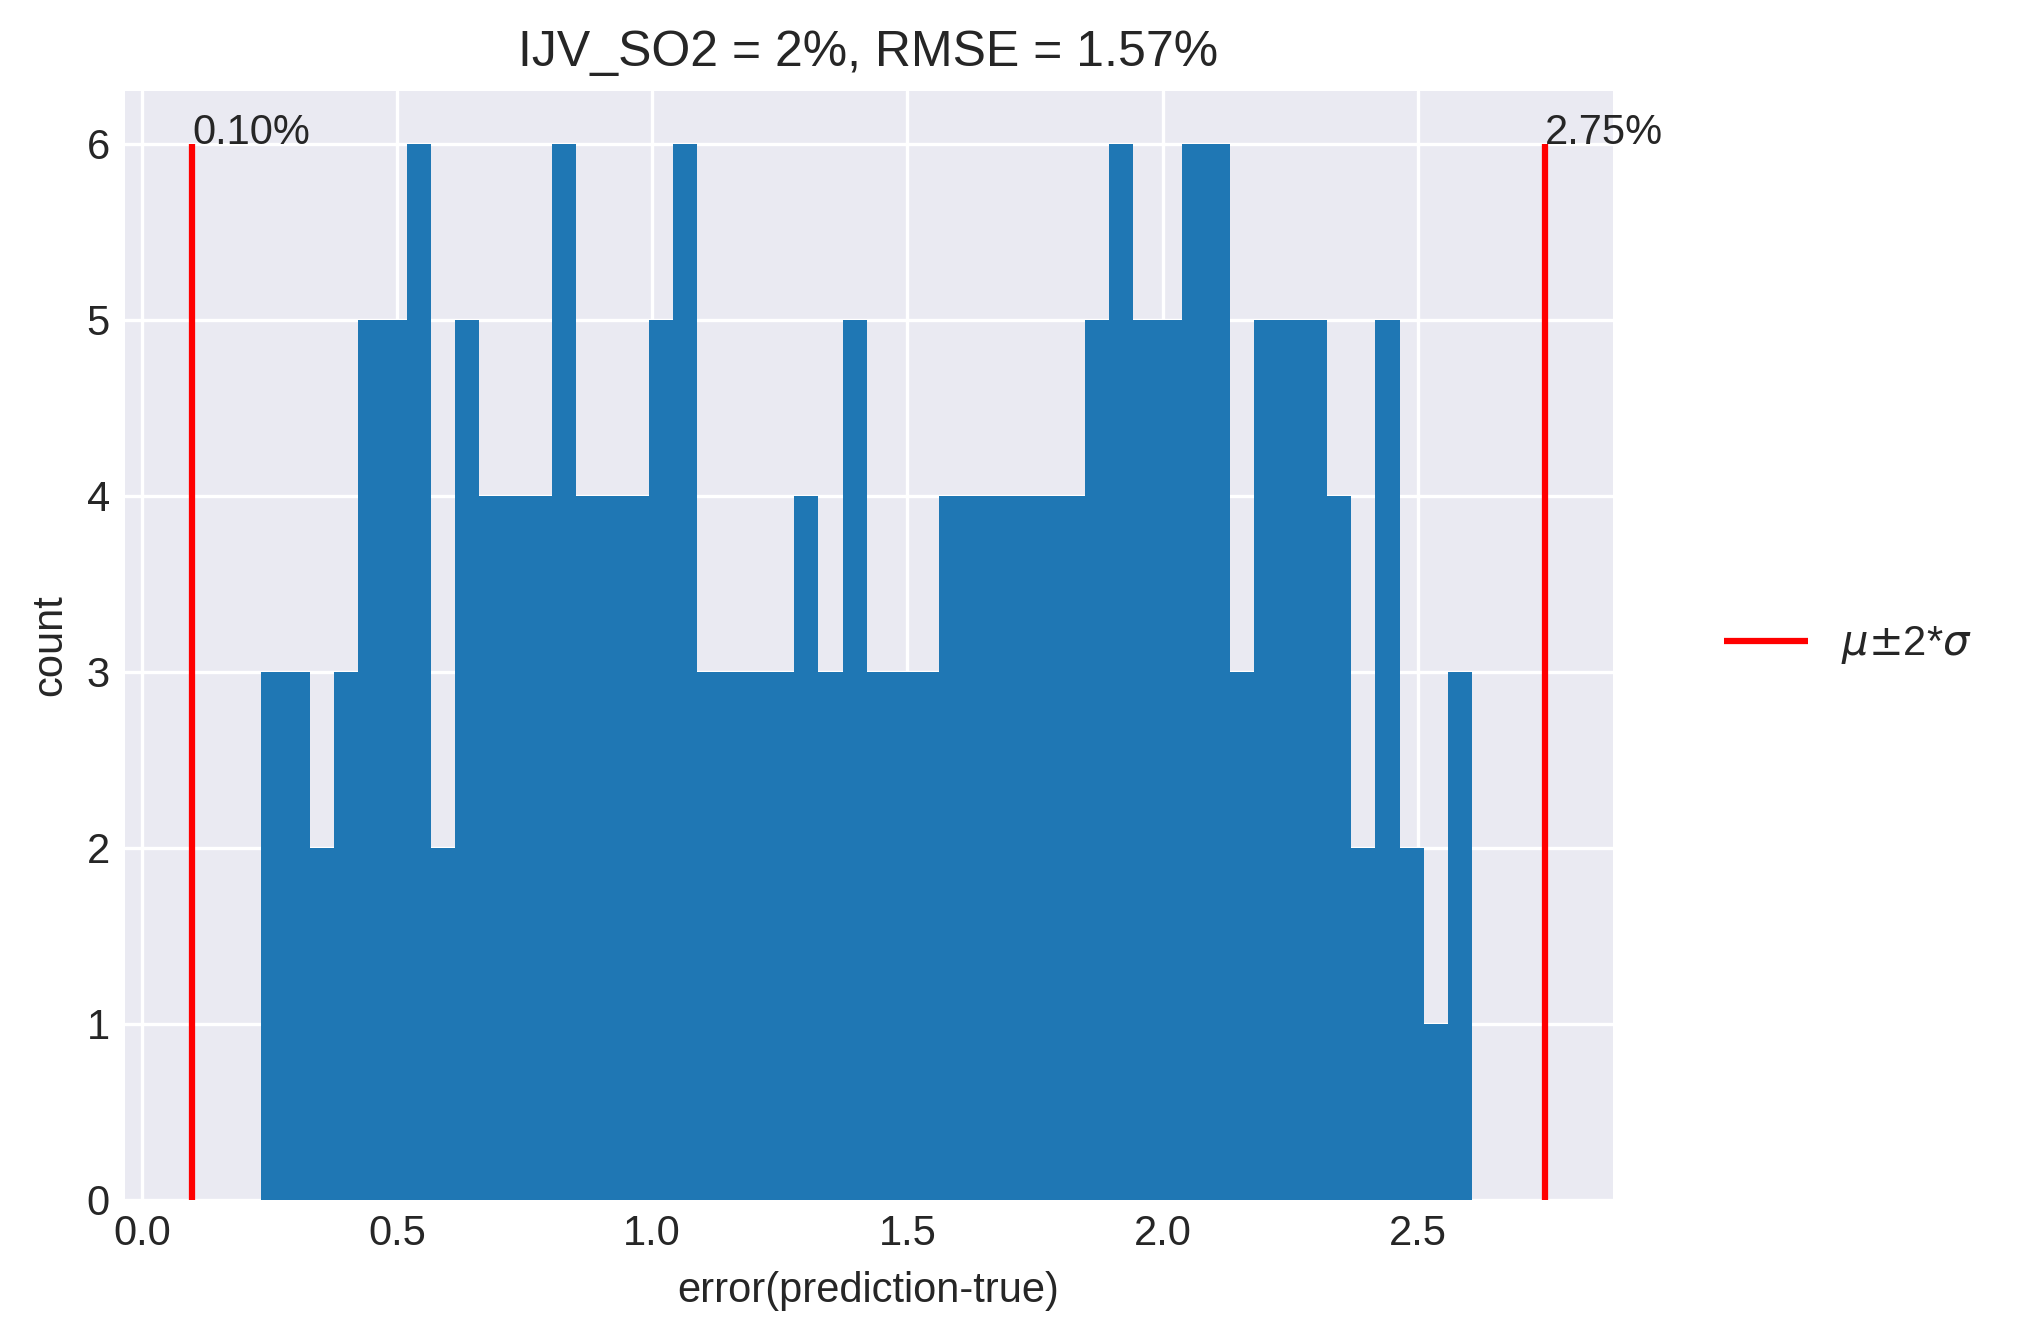 IJV_SO2 = 2%, RMSE = 1.57%
0.10%
2.75%
6
5
4
3
2
1
0
count
0.0 0.5 1.0 1.5 2.0 2.5
error(prediction-true)
μ±2*σ